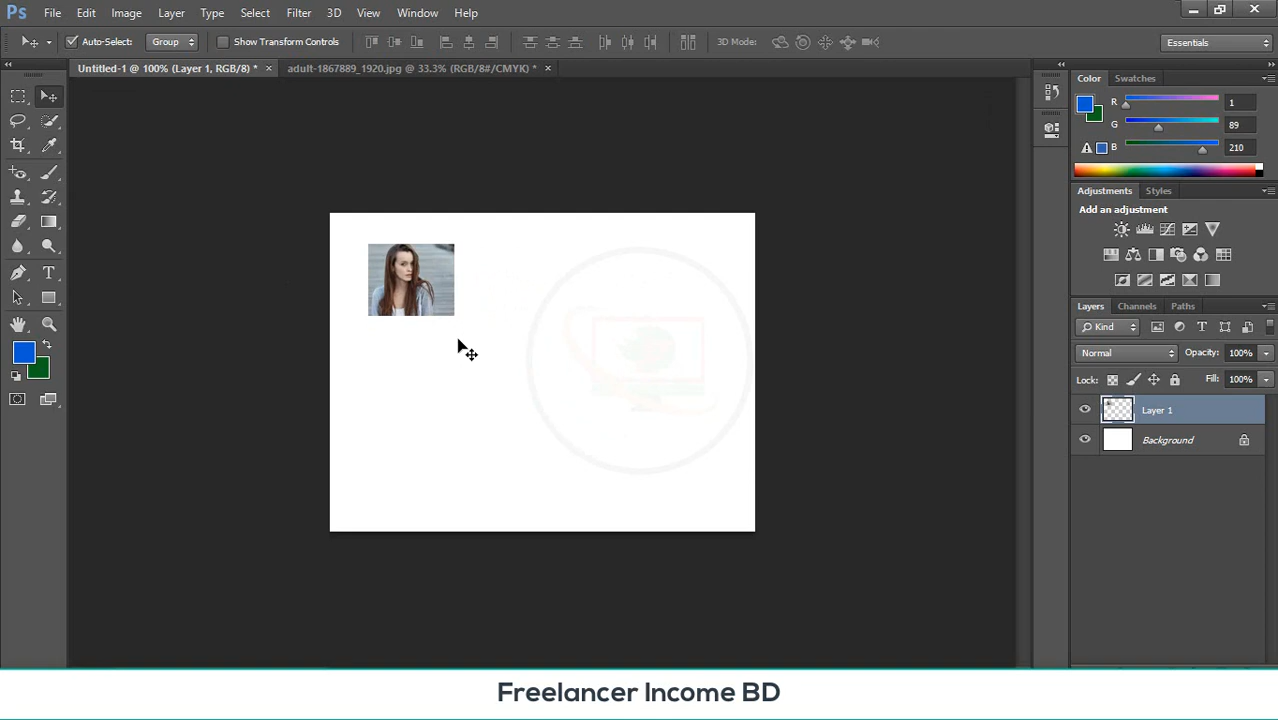 Ps File Edit Image Layer Type Select Filter 3D View Window Help
Auto-Select: Group Show Transform Controls 3D Mode: Essentials
Untitled-1 @ 100% (Layer 1, RGB/8) * × adult-1867889_1920.jpg @ 33.3% (RGB/8#/CMYK) * ×
Color Swatches
R 1
G 89
B 210
Adjustments Styles
Add an adjustment
Layers Channels Paths
Kind
Normal Opacity: 100%
Lock: Fill: 100%
Layer 1
Background
Freelancer Income BD